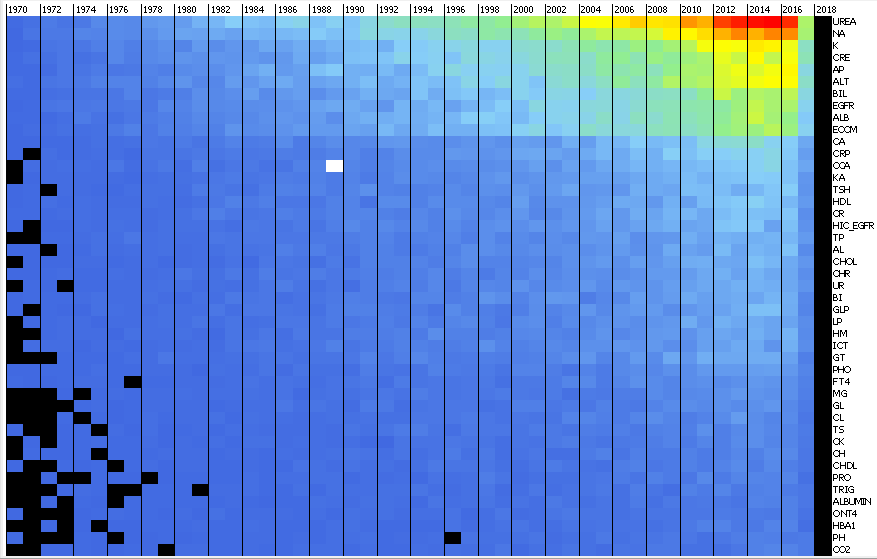 1970 1972 1974 1976 1978 1980 1982 1984 1986 1988 1990 1992 1994 1996 1998 2000 2002 2004 2006 2008 2010 2012 2014 2016 2018
UREA
NA
K
CRE
AP
ALT
BIL
EGFR
ALB
ECOM
CA
CRP
CCA
KA
TSH
HDL
CR
HIC_EGFR
TP
AL
CHOL
CHR
UR
BI
GLP
LP
HM
ICT
GT
PHO
FT4
MG
GL
CL
TS
CK
CH
CHDL
PRO
TRIG
ALBUMIN
ONT4
HBA1
PH
CO2